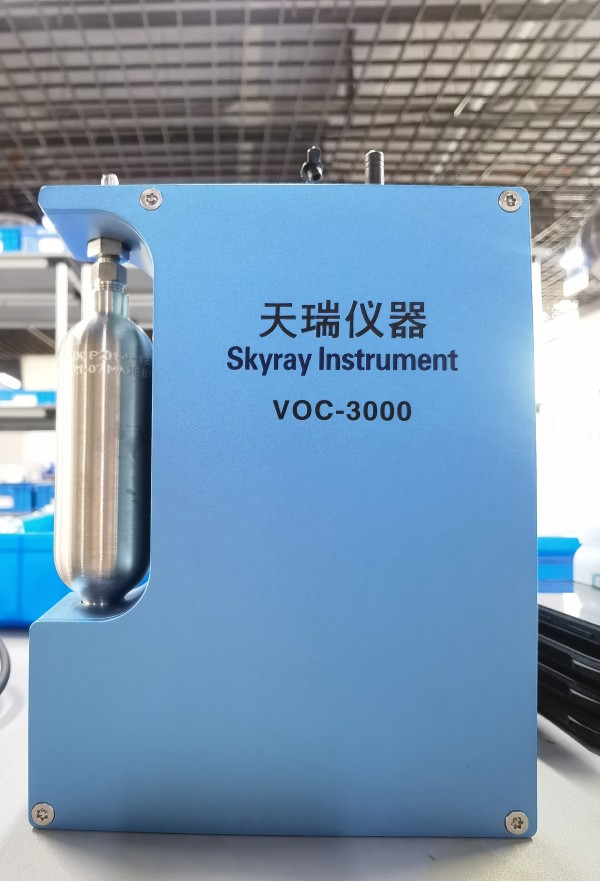 天瑞仪器
Skyray Instrument
VOC-3000